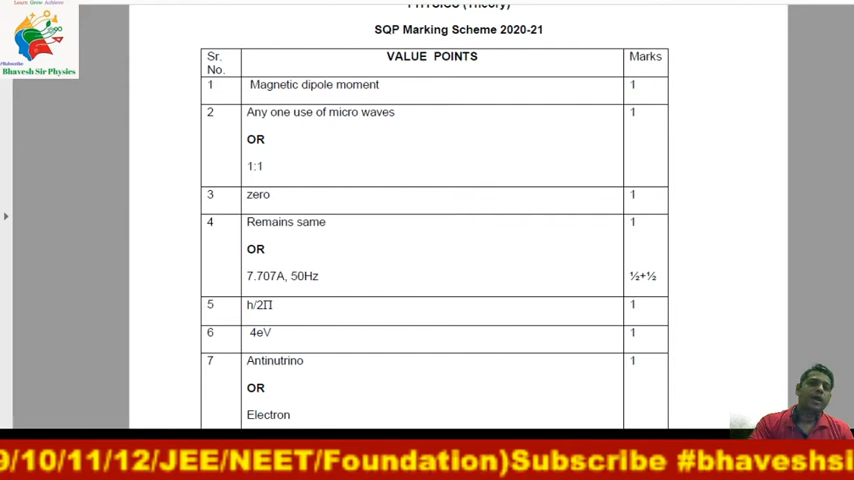 Learn Grow Achieve
#Subscribe
Bhavesh Sir Physics
PHYSICS (Theory)
SQP Marking Scheme 2020-21
Sr. No. VALUE POINTS Marks
1 Magnetic dipole moment 1
2 Any one use of micro waves 1
OR
1:1
3 zero 1
4 Remains same 1
OR
7.707A, 50Hz ½+½
5 h/2Π 1
6 4eV 1
7 Antinutrino 1
OR
Electron
9/10/11/12/JEE/NEET/Foundation)Subscribe #bhaveshsi